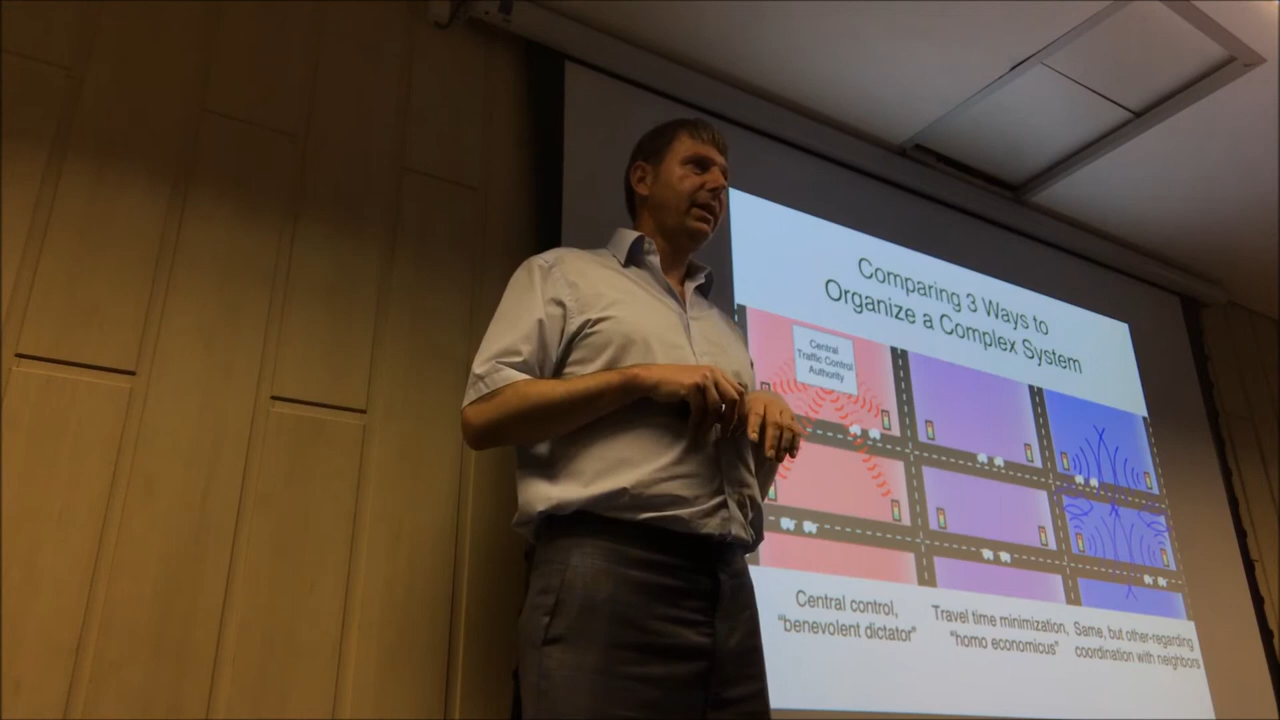 Comparing 3 Ways to
Organize a Complex System
Central
Traffic Control
Authority
Central control,
“benevolent dictator”
Travel time minimization,
“homo economicus”
Same, but other-regarding
coordination with neighbors